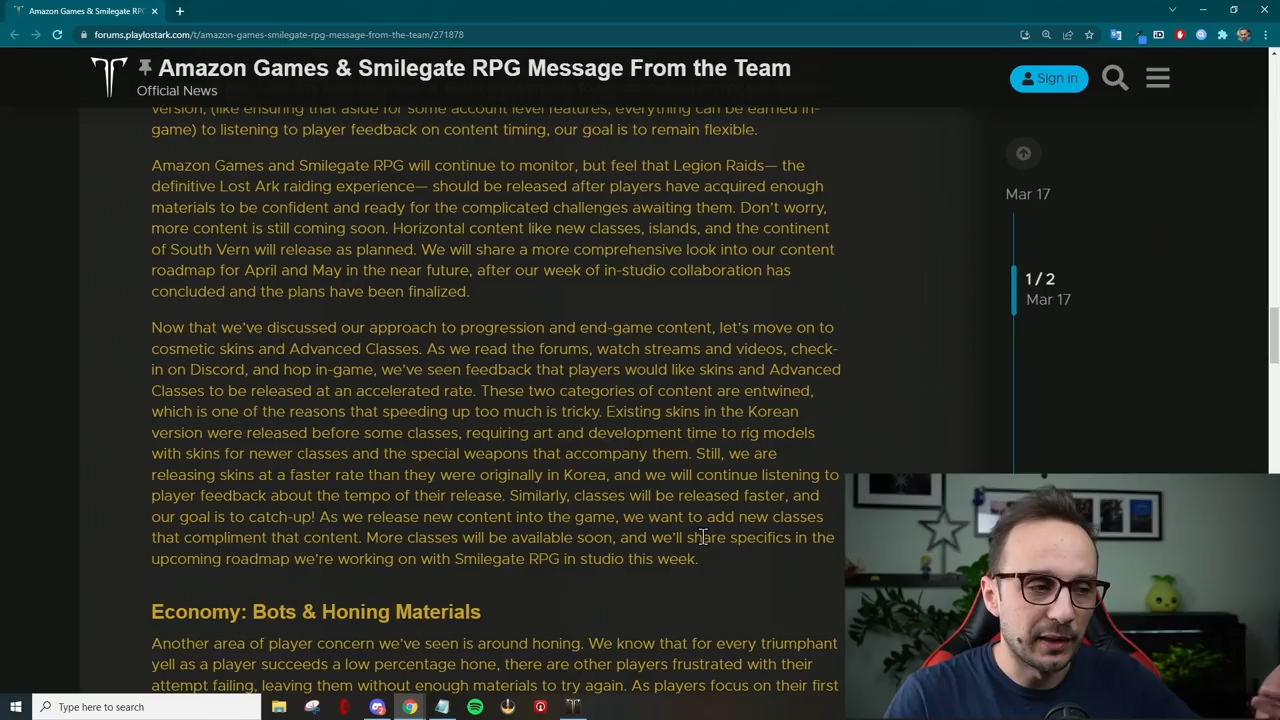 Amazon Games & Smilegate RPG
forums.playlostark.com/t/amazon-games-smilegate-rpg-message-from-the-team/271878
Amazon Games & Smilegate RPG Message From the Team
Official News
Sign in
version, (like ensuring that aside for some account level features, everything can be earned in-
game) to listening to player feedback on content timing, our goal is to remain flexible.
Amazon Games and Smilegate RPG will continue to monitor, but feel that Legion Raids— the
definitive Lost Ark raiding experience— should be released after players have acquired enough
materials to be confident and ready for the complicated challenges awaiting them. Don't worry,
more content is still coming soon. Horizontal content like new classes, islands, and the continent
of South Vern will release as planned. We will share a more comprehensive look into our content
roadmap for April and May in the near future, after our week of in-studio collaboration has
concluded and the plans have been finalized.
Now that we've discussed our approach to progression and end-game content, let's move on to
cosmetic skins and Advanced Classes. As we read the forums, watch streams and videos, check-
in on Discord, and hop in-game, we've seen feedback that players would like skins and Advanced
Classes to be released at an accelerated rate. These two categories of content are entwined,
which is one of the reasons that speeding up too much is tricky. Existing skins in the Korean
version were released before some classes, requiring art and development time to rig models
with skins for newer classes and the special weapons that accompany them. Still, we are
releasing skins at a faster rate than they were originally in Korea, and we will continue listening to
player feedback about the tempo of their release. Similarly, classes will be released faster, and
our goal is to catch-up! As we release new content into the game, we want to add new classes
that compliment that content. More classes will be available soon, and we'll share specifics in the
upcoming roadmap we're working on with Smilegate RPG in studio this week.
Economy: Bots & Honing Materials
Another area of player concern we've seen is around honing. We know that for every triumphant
yell as a player succeeds a low percentage hone, there are other players frustrated with their
attempt failing, leaving them without enough materials to try again. As players focus on their first
Mar 17
1 / 2
Mar 17
Type here to search